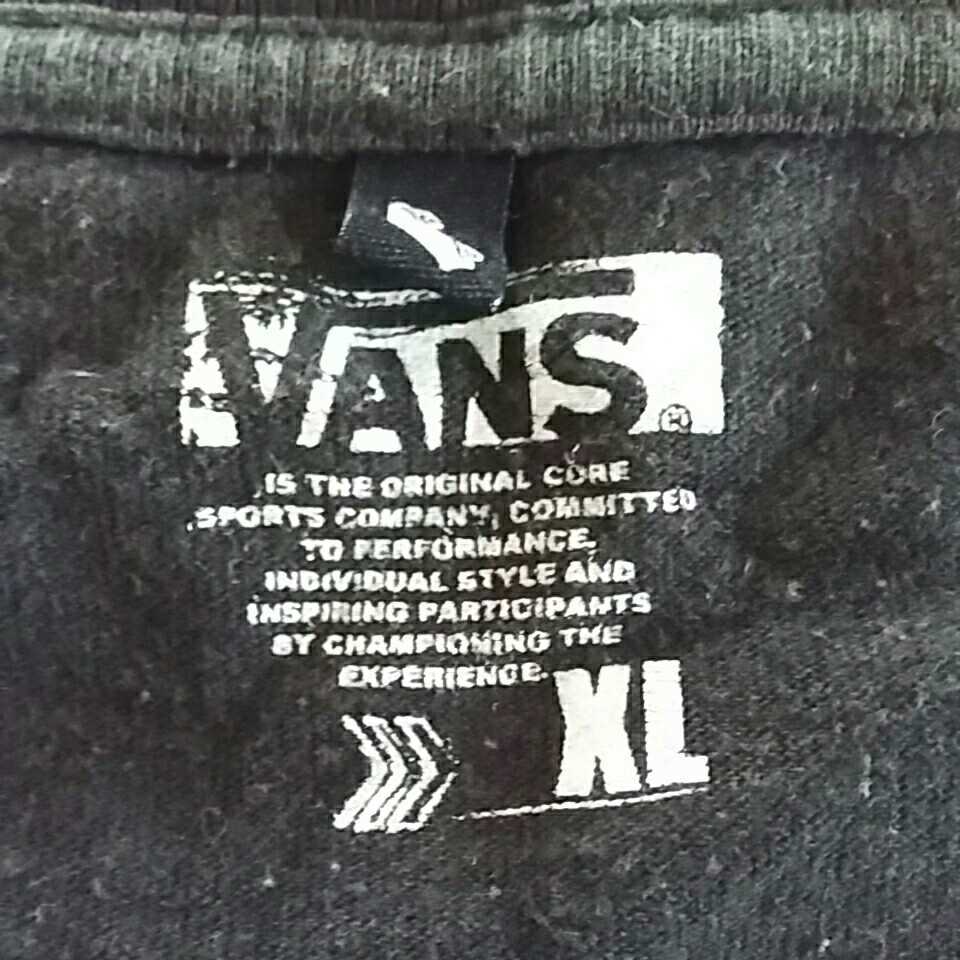 VANS®
IS THE ORIGINAL CORE
SPORTS COMPANY, COMMITTED
TO PERFORMANCE,
INDIVIDUAL STYLE AND
INSPIRING PARTICIPANTS
BY CHAMPIONING THE
EXPERIENCE.
XL